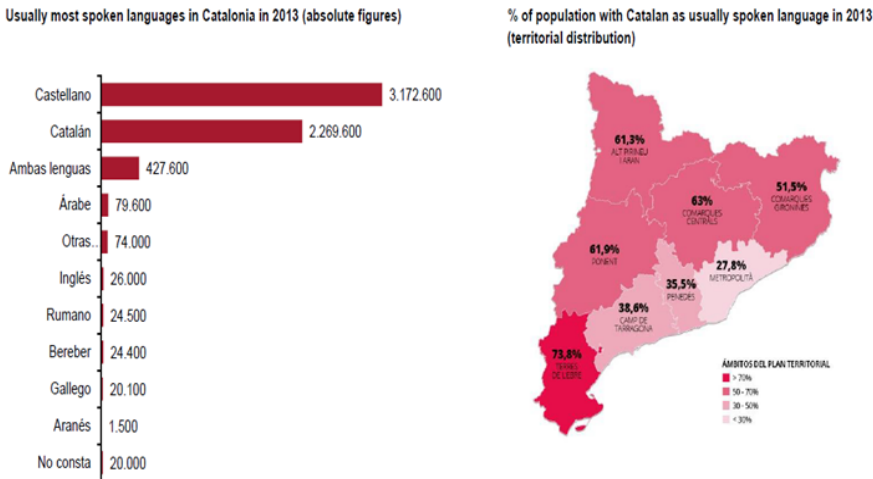 Usually most spoken languages in Catalonia in 2013 (absolute figures)
Castellano 3.172.600
Catalán 2.269.600
Ambas lenguas 427.600
Árabe 79.600
Otras.. 74.000
Inglés 26.000
Rumano 24.500
Bereber 24.400
Gallego 20.100
Aranés 1.500
No consta 20.000
% of population with Catalan as usually spoken language in 2013
(territorial distribution)
61,3%
ALT PIRINEU
I ARAN
51,5%
COMARQUES
GIRONINES
63%
COMARQUES
CENTRALS
61,9%
PONENT
27,8%
METROPOLITÀ
35,5%
PENEDÈS
38,6%
CAMP DE
TARRAGONA
73,8%
TERRES
DE L'EBRE
ÁMBITOS DEL PLAN TERRITORIAL
> 70%
50 - 70%
30 - 50%
< 30%